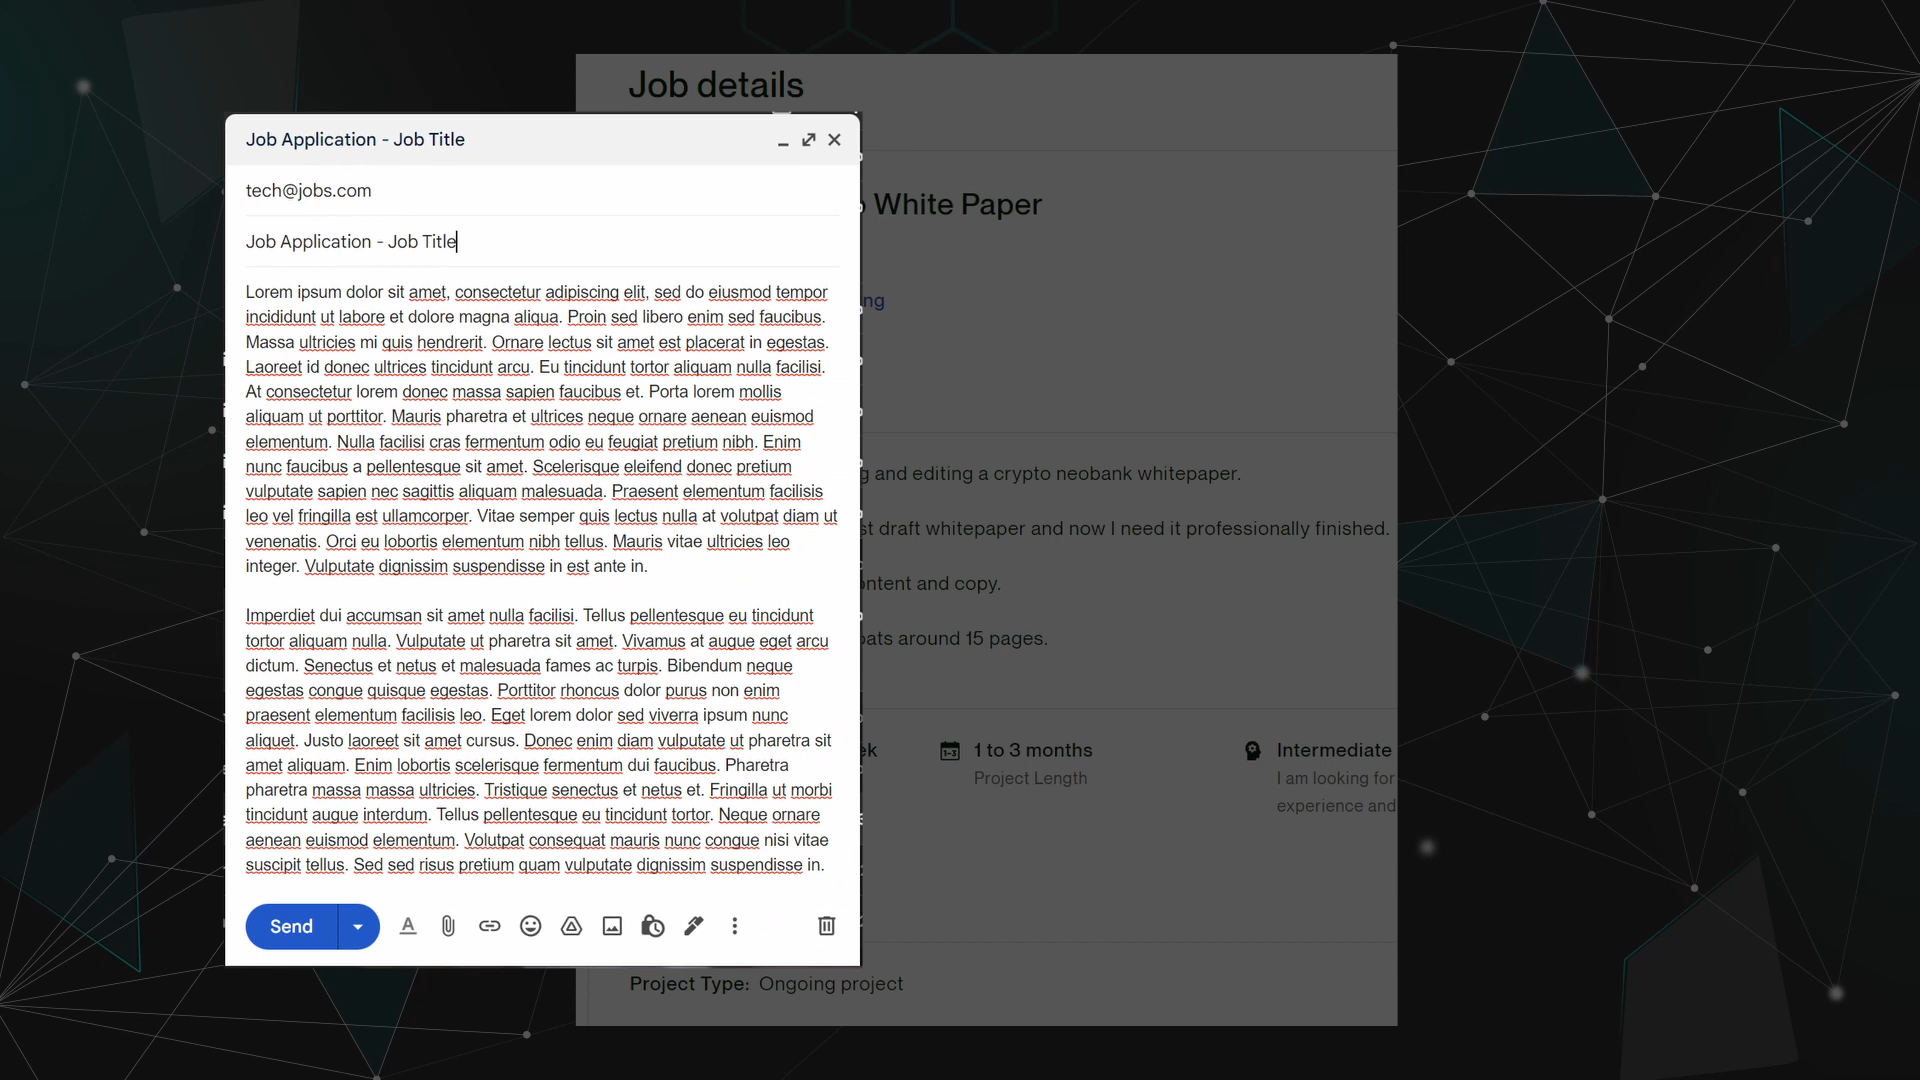 Job details
Job Application - Job Title
tech@jobs.com
Job Application - Job Title
Lorem ipsum dolor sit amet, consectetur adipiscing elit, sed do eiusmod tempor
incididunt ut labore et dolore magna aliqua. Proin sed libero enim sed faucibus.
Massa ultricies mi quis hendrerit. Ornare lectus sit amet est placerat in egestas.
Laoreet id donec ultrices tincidunt arcu. Eu tincidunt tortor aliquam nulla facilisi.
At consectetur lorem donec massa sapien faucibus et. Porta lorem mollis
aliquam ut porttitor. Mauris pharetra et ultrices neque ornare aenean euismod
elementum. Nulla facilisi cras fermentum odio eu feugiat pretium nibh. Enim
nunc faucibus a pellentesque sit amet. Scelerisque eleifend donec pretium
vulputate sapien nec sagittis aliquam malesuada. Praesent elementum facilisis
leo vel fringilla est ullamcorper. Vitae semper quis lectus nulla at volutpat diam ut
venenatis. Orci eu lobortis elementum nibh tellus. Mauris vitae ultricies leo
integer. Vulputate dignissim suspendisse in est ante in.
Imperdiet dui accumsan sit amet nulla facilisi. Tellus pellentesque eu tincidunt
tortor aliquam nulla. Vulputate ut pharetra sit amet. Vivamus at augue eget arcu
dictum. Senectus et netus et malesuada fames ac turpis. Bibendum neque
egestas congue quisque egestas. Porttitor rhoncus dolor purus non enim
praesent elementum facilisis leo. Eget lorem dolor sed viverra ipsum nunc
aliquet. Justo laoreet sit amet cursus. Donec enim diam vulputate ut pharetra sit
amet aliquam. Enim lobortis scelerisque fermentum dui faucibus. Pharetra
pharetra massa massa ultricies. Tristique senectus et netus et. Fringilla ut morbi
tincidunt augue interdum. Tellus pellentesque eu tincidunt tortor. Neque ornare
aenean euismod elementum. Volutpat consequat mauris nunc congue nisi vitae
suscipit tellus. Sed sed risus pretium quam vulputate dignissim suspendisse in.
Send
White Paper
and editing a crypto neobank whitepaper.
draft whitepaper and now I need it professionally finished.
and copy.
around 15 pages.
1 to 3 months
Project Length
Intermediate
I am looking for
experience and
Project Type: Ongoing project